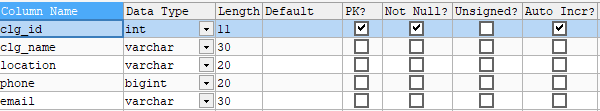 Column Name Data Type Length Default PK? Not Null? Unsigned? Auto Incr?
clg_id int 11
clg_name varchar 30
location varchar 20
phone bigint 20
email varchar 30